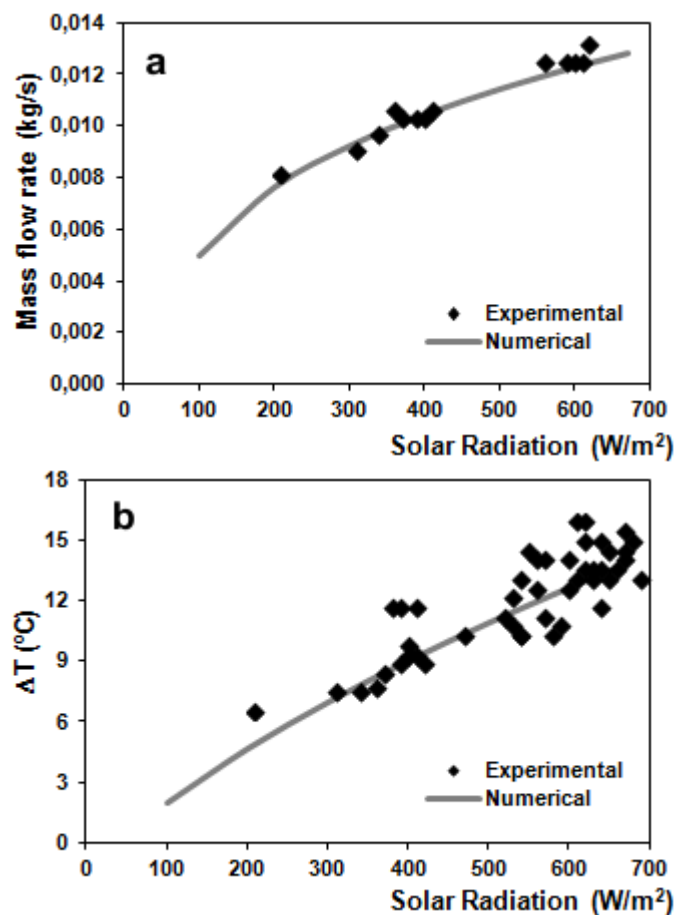 a
Mass flow rate (kg/s)
0,014
0,012
0,010
0,008
0,006
0,004
0,002
0,000
Experimental
Numerical
0 100 200 300 400 500 600 700
Solar Radiation (W/m²)
b
ΔT (ºC)
18
15
12
9
6
3
0
Experimental
Numerical
0 100 200 300 400 500 600 700
Solar Radiation (W/m²)